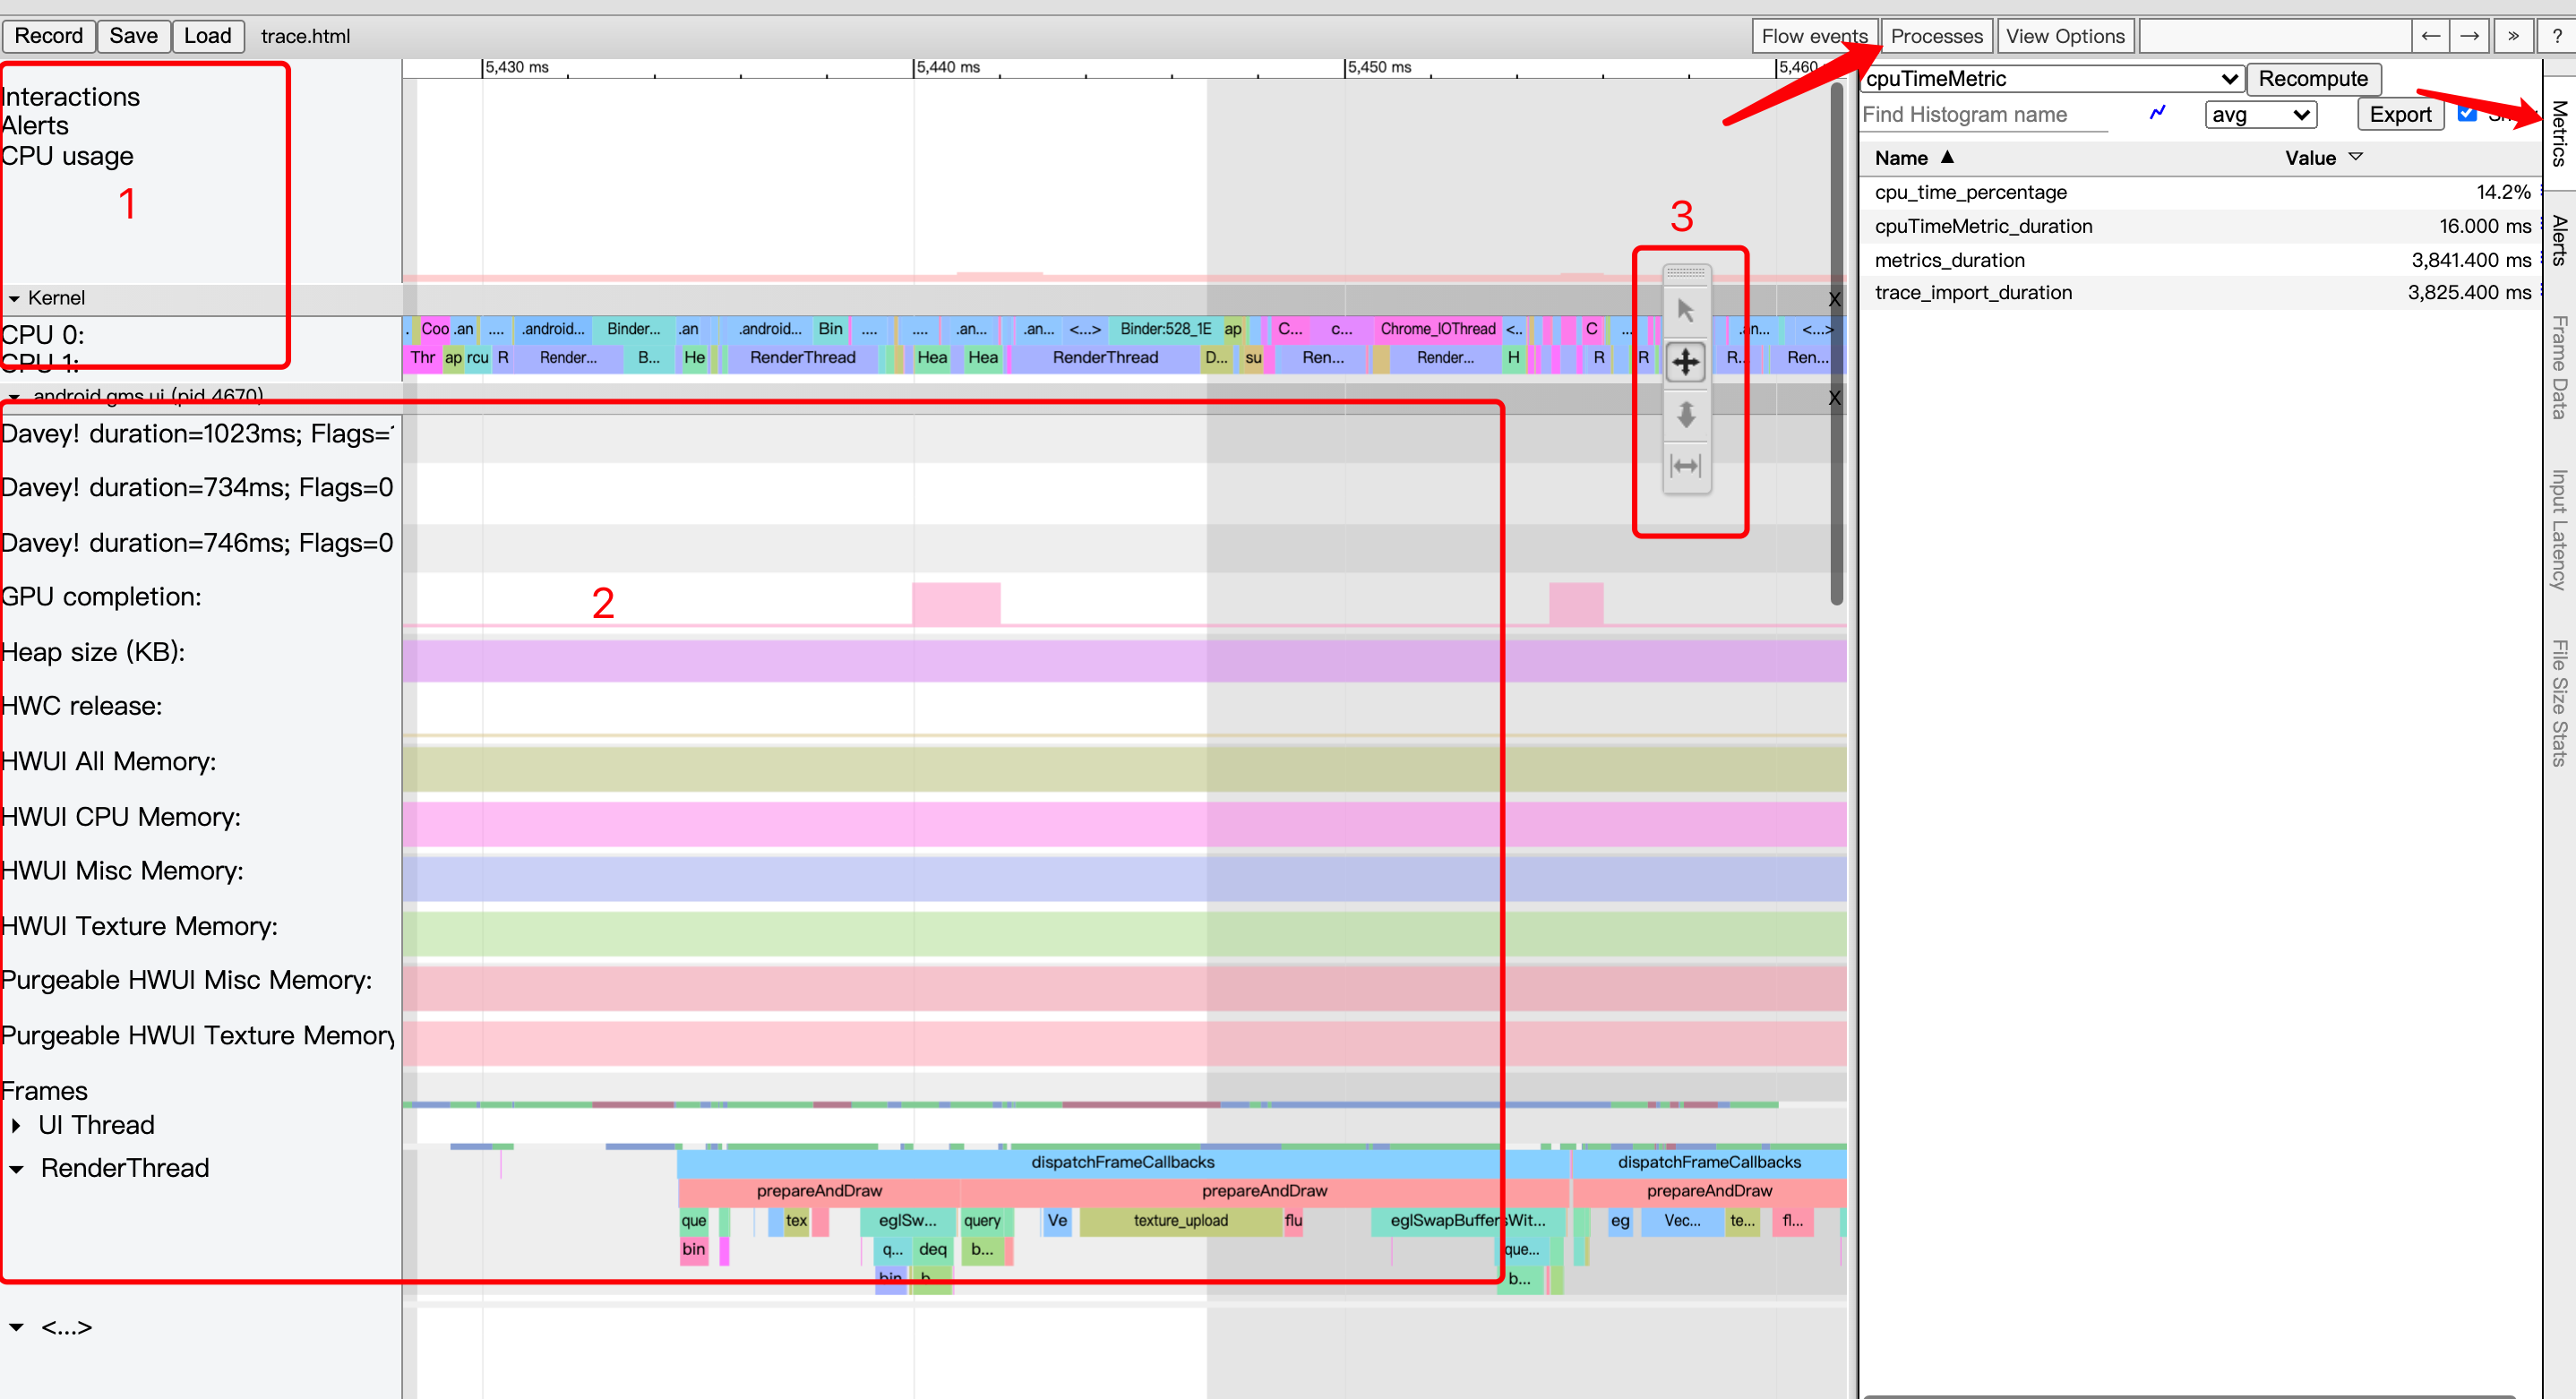 Record Save Load trace.html Flow events Processes View Options ← → » ?
5,430 ms 5,440 ms 5,450 ms 5,460
cpuTimeMetric Recompute
Find Histogram name avg Export
Name ▲ Value ▽
cpu_time_percentage 14.2%
cpuTimeMetric_duration 16.000 ms
metrics_duration 3,841.400 ms
trace_import_duration 3,825.400 ms
Metrics
Alerts
Frame Data
Input Latency
File Size Stats
Interactions
Alerts
CPU usage
1
3
Kernel X
CPU 0: . Coo .an .... .android... Binder... .an .android... Bin .... .... .an... .an... <...> Binder:528_1E ap C... c... Chrome_IOThread <.. C ... .an... <...>
CPU 1: Thr ap rcu R Render... B... He RenderThread Hea Hea RenderThread D... su Ren... Render... H R R R.. Ren...
android.gms.ui (pid 4670) X
Davey! duration=1023ms; Flags=
Davey! duration=734ms; Flags=0
Davey! duration=746ms; Flags=0
GPU completion:
2
Heap size (KB):
HWC release:
HWUI All Memory:
HWUI CPU Memory:
HWUI Misc Memory:
HWUI Texture Memory:
Purgeable HWUI Misc Memory:
Purgeable HWUI Texture Memory
Frames
UI Thread
RenderThread
dispatchFrameCallbacks dispatchFrameCallbacks
prepareAndDraw prepareAndDraw prepareAndDraw
que tex eglSw... query Ve texture_upload flu eglSwapBuffersWit... eg Vec... te... fl...
bin q... deq b... que...
bin b... b...
<...>